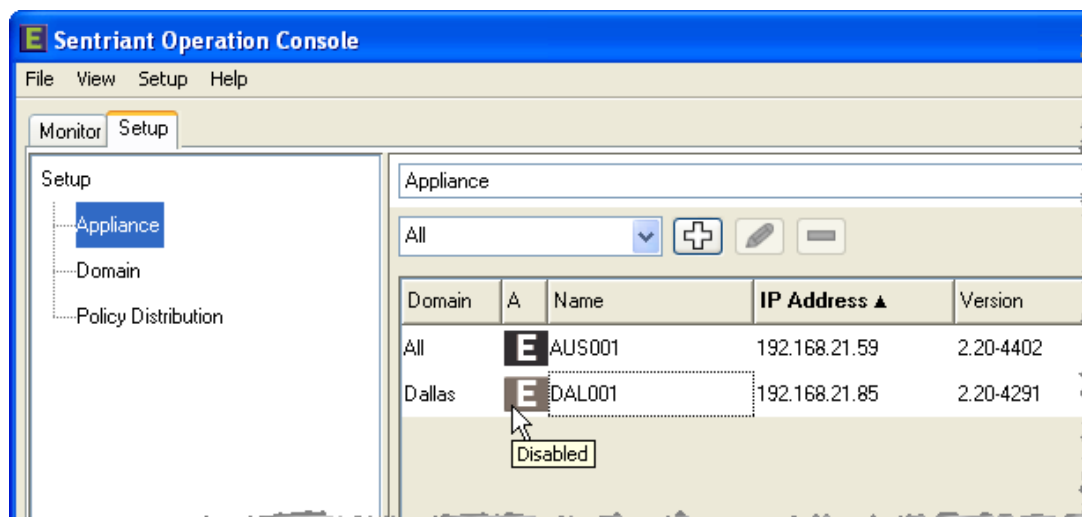 E Sentriant Operation Console
File View Setup Help
Monitor Setup
Setup
Appliance
Domain
Policy Distribution
Appliance
All
Domain A Name IP Address ▲ Version
All E AUS001 192.168.21.59 2.20-4402
Dallas E DAL001 192.168.21.85 2.20-4291
Disabled